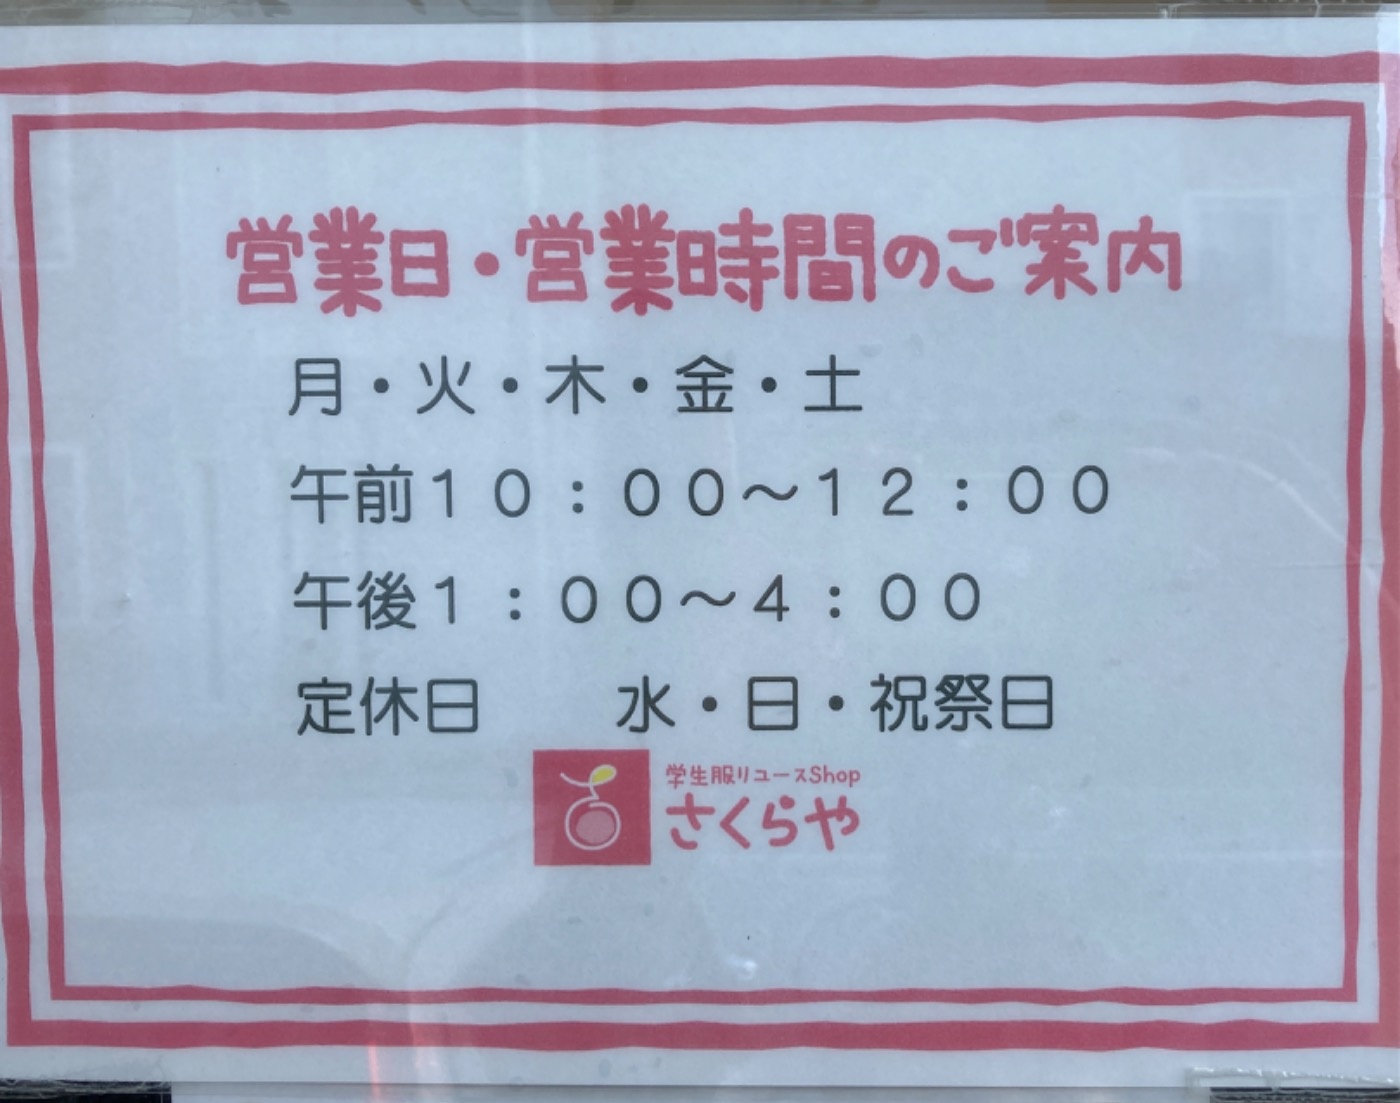 営業日・営業時間のご案内
月・火・木・金・土
午前１０：００〜１２：００
午後１：００〜４：００
定休日　　水・日・祝祭日
学生服リユースShop
さくらや